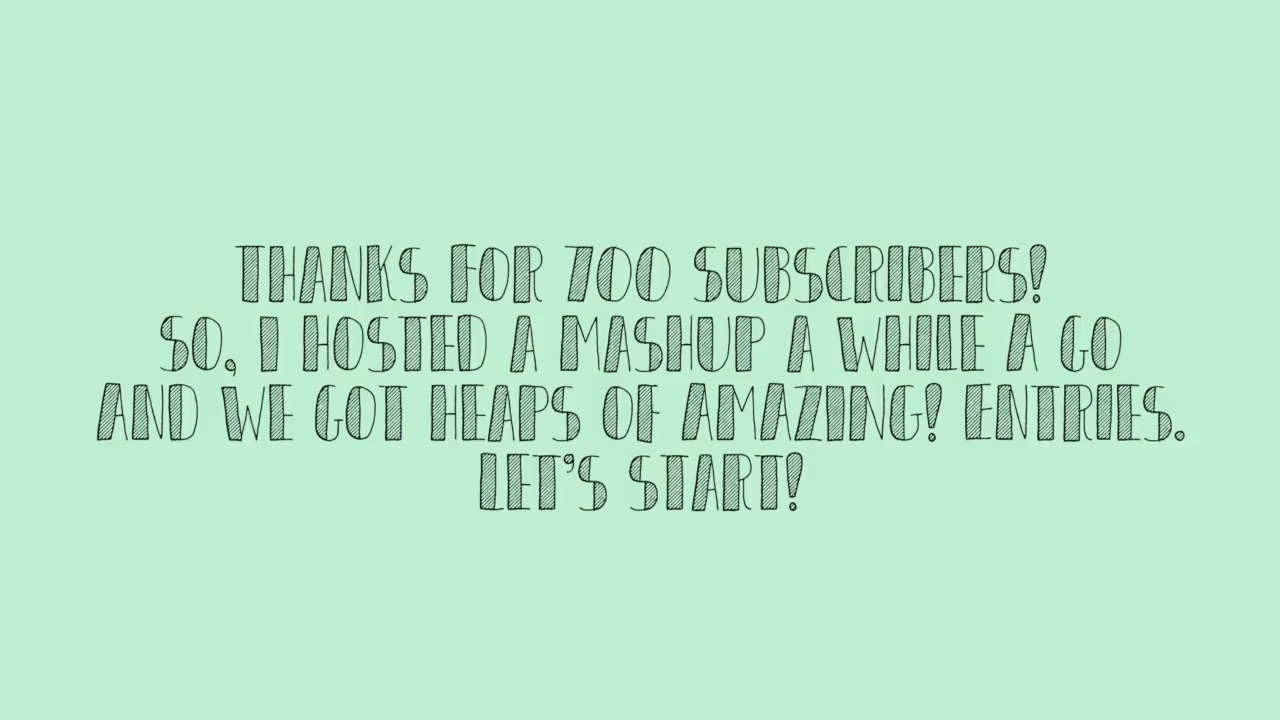 THANKS FOR 700 SUBSCRIBERS!
SO, I HOSTED A MASHUP A WHILE A GO
AND WE GOT HEAPS OF AMAZING! ENTRIES.
LET'S START!